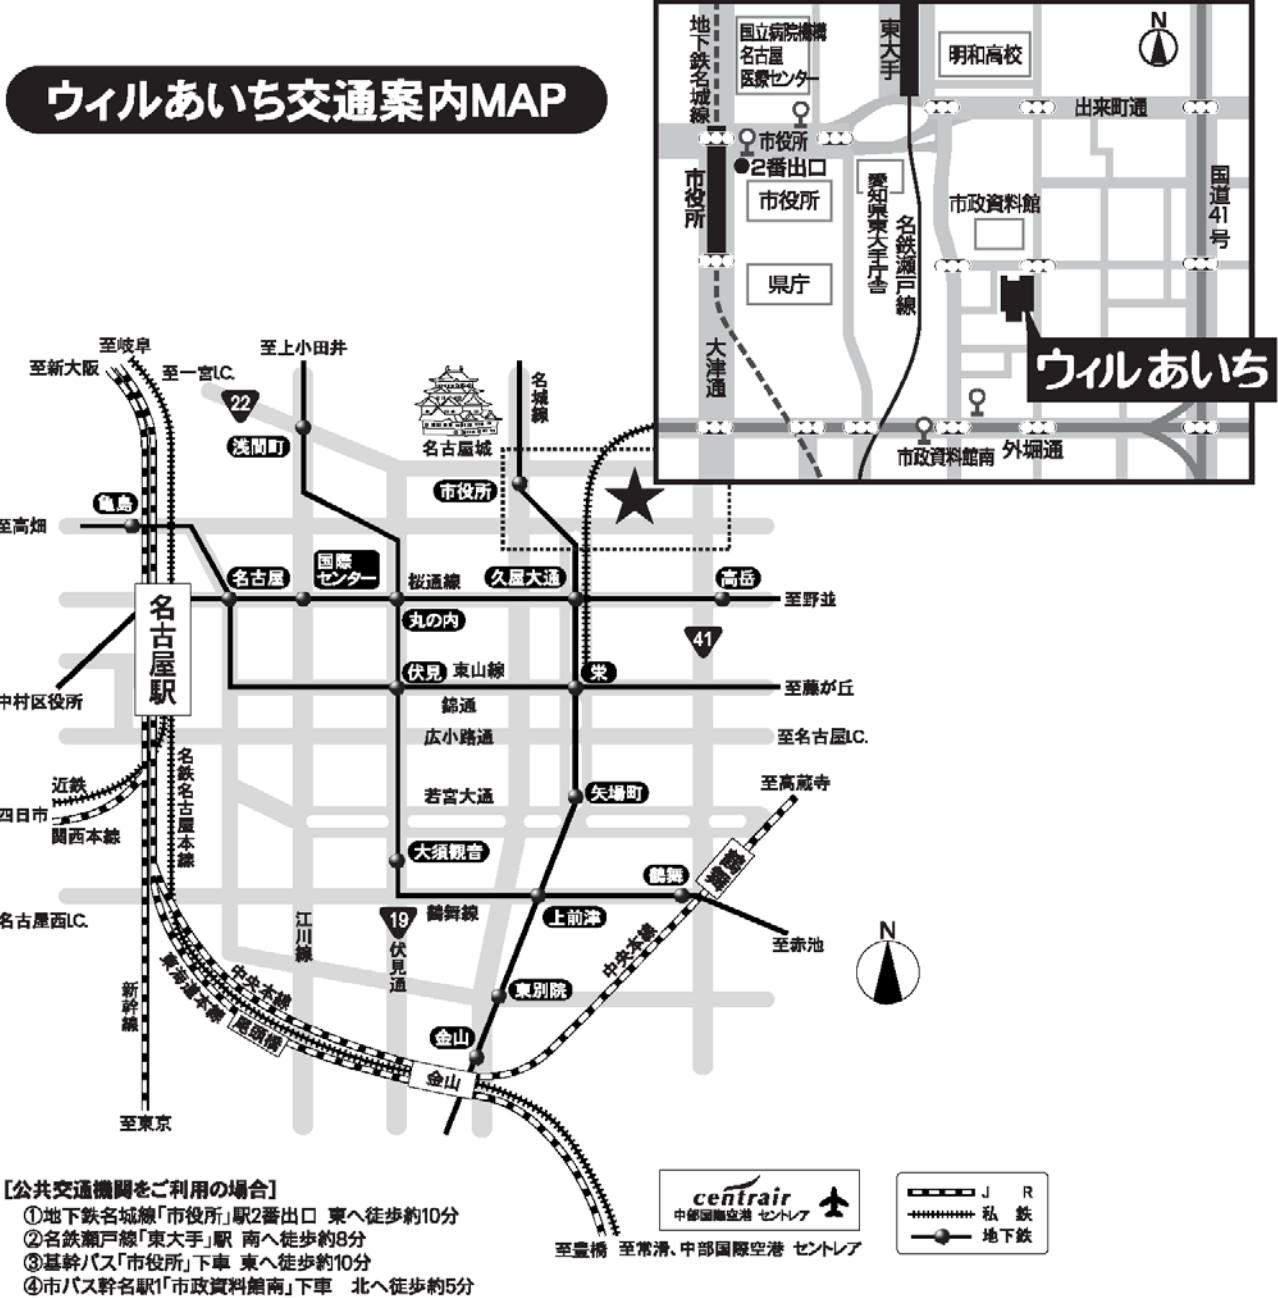 ウィルあいち交通案内MAP
地下鉄名城線
国立病院機構
名古屋
医療センター
東大手
明和高校
N
出来町通
市役所
2番出口
市役所
市役所
愛知県東大手庁舎
名鉄瀬戸線
市政資料館
国道41号
県庁
大津通
ウィルあいち
市政資料館南
外堀通
至岐阜
至新大阪
至一宮I.C.
至上小田井
22
浅間町
名古屋城
名城線
市役所
亀島
至高畑
名古屋
国際
センター
桜通線
久屋大通
高岳
至野並
丸の内
名古屋駅
41
伏見
東山線
栄
至藤が丘
中村区役所
錦通
広小路通
至名古屋I.C.
名鉄名古屋本線
近鉄
四日市
関西本線
若宮大通
矢場町
至高蔵寺
大須観音
鶴舞
鶴舞
名古屋西I.C.
江川線
19
鶴舞線
上前津
至赤池
伏見通
中央本線
N
新幹線
東海道本線
中央本線
尾頭橋
東別院
金山
金山
至東京
[公共交通機関をご利用の場合]
①地下鉄名城線「市役所」駅2番出口 東へ徒歩約10分
②名鉄瀬戸線「東大手」駅 南へ徒歩約8分
③基幹バス「市役所」下車 東へ徒歩約10分
④市バス幹名駅1「市政資料館南」下車 北へ徒歩約5分
centrair
中部国際空港 セントレア
至豊橋
至常滑、中部国際空港 セントレア
J R
私 鉄
地下鉄